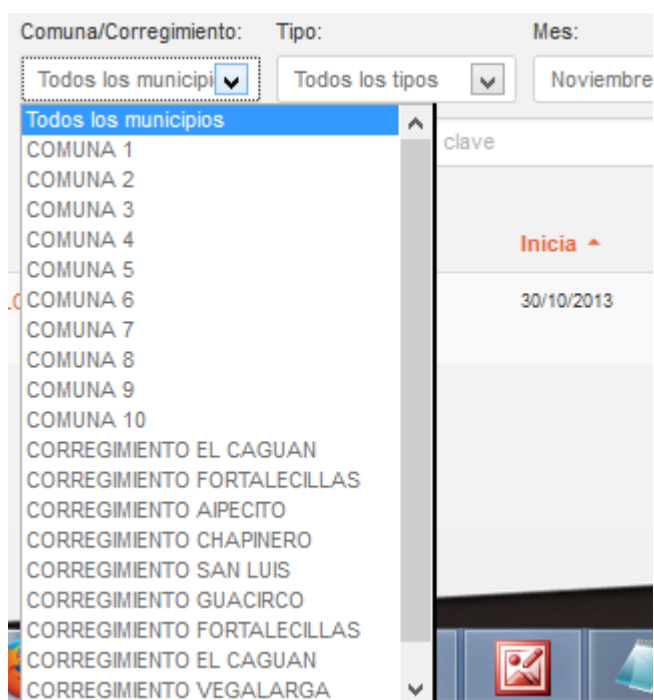 Comuna/Corregimiento: Tipo: Mes:
Todos los municipi Todos los tipos Noviembre
Todos los municipios
COMUNA 1 clave
COMUNA 2
COMUNA 3
COMUNA 4 Inicia
COMUNA 5
COMUNA 6 30/10/2013
COMUNA 7
COMUNA 8
COMUNA 9
COMUNA 10
CORREGIMIENTO EL CAGUAN
CORREGIMIENTO FORTALECILLAS
CORREGIMIENTO AIPECITO
CORREGIMIENTO CHAPINERO
CORREGIMIENTO SAN LUIS
CORREGIMIENTO GUACIRCO
CORREGIMIENTO FORTALECILLAS
CORREGIMIENTO EL CAGUAN
CORREGIMIENTO VEGALARGA